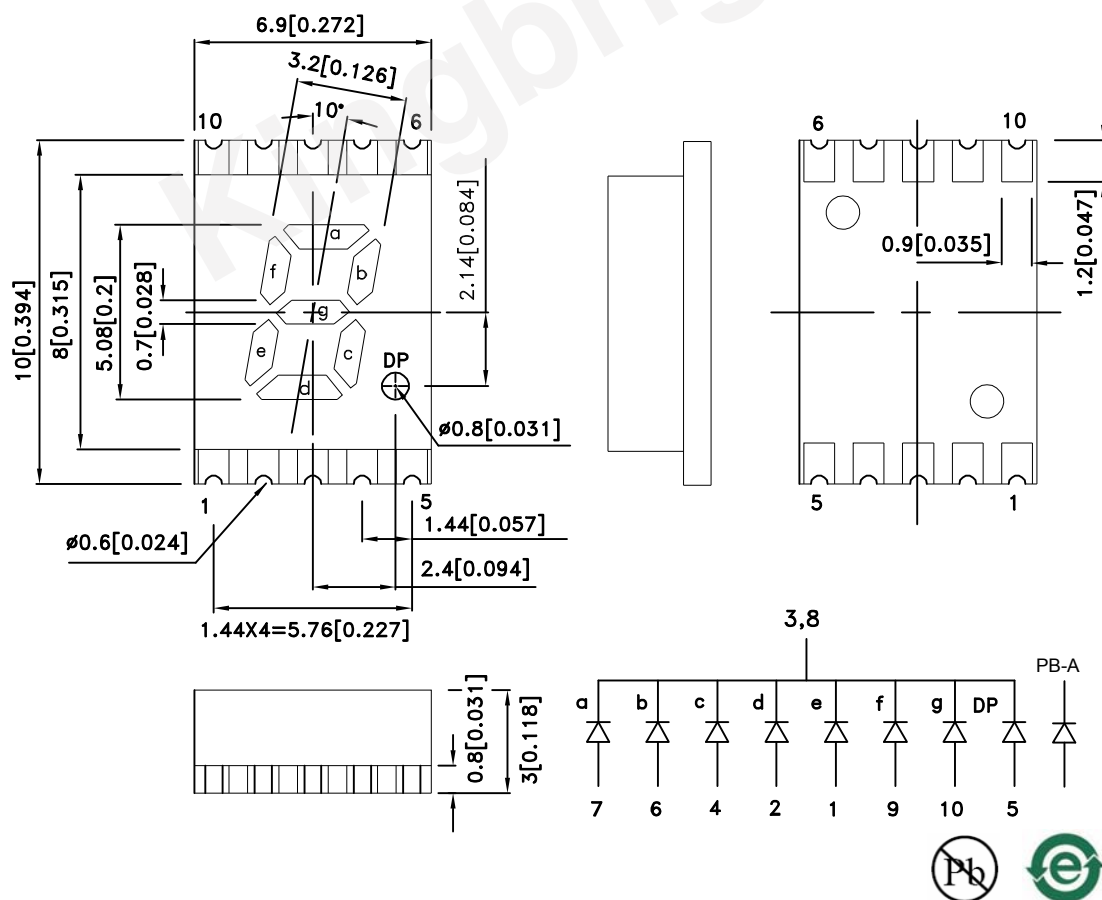 Kingbrig
6.9[0.272]
3.2[0.126]
10°
10
6
6
10
2.14[0.084]
a
f
b
g
e
c
d
DP
10[0.394]
8[0.315]
5.08[0.2]
0.7[0.028]
0.9[0.035]
1.2[0.047]
ø0.8[0.031]
1
5
5
1
ø0.6[0.024]
1.44[0.057]
2.4[0.094]
1.44X4=5.76[0.227]
0.8[0.031]
3[0.118]
3,8
PB-A
a b c d e f g DP
7 6 4 2 1 9 10 5
Pb
e